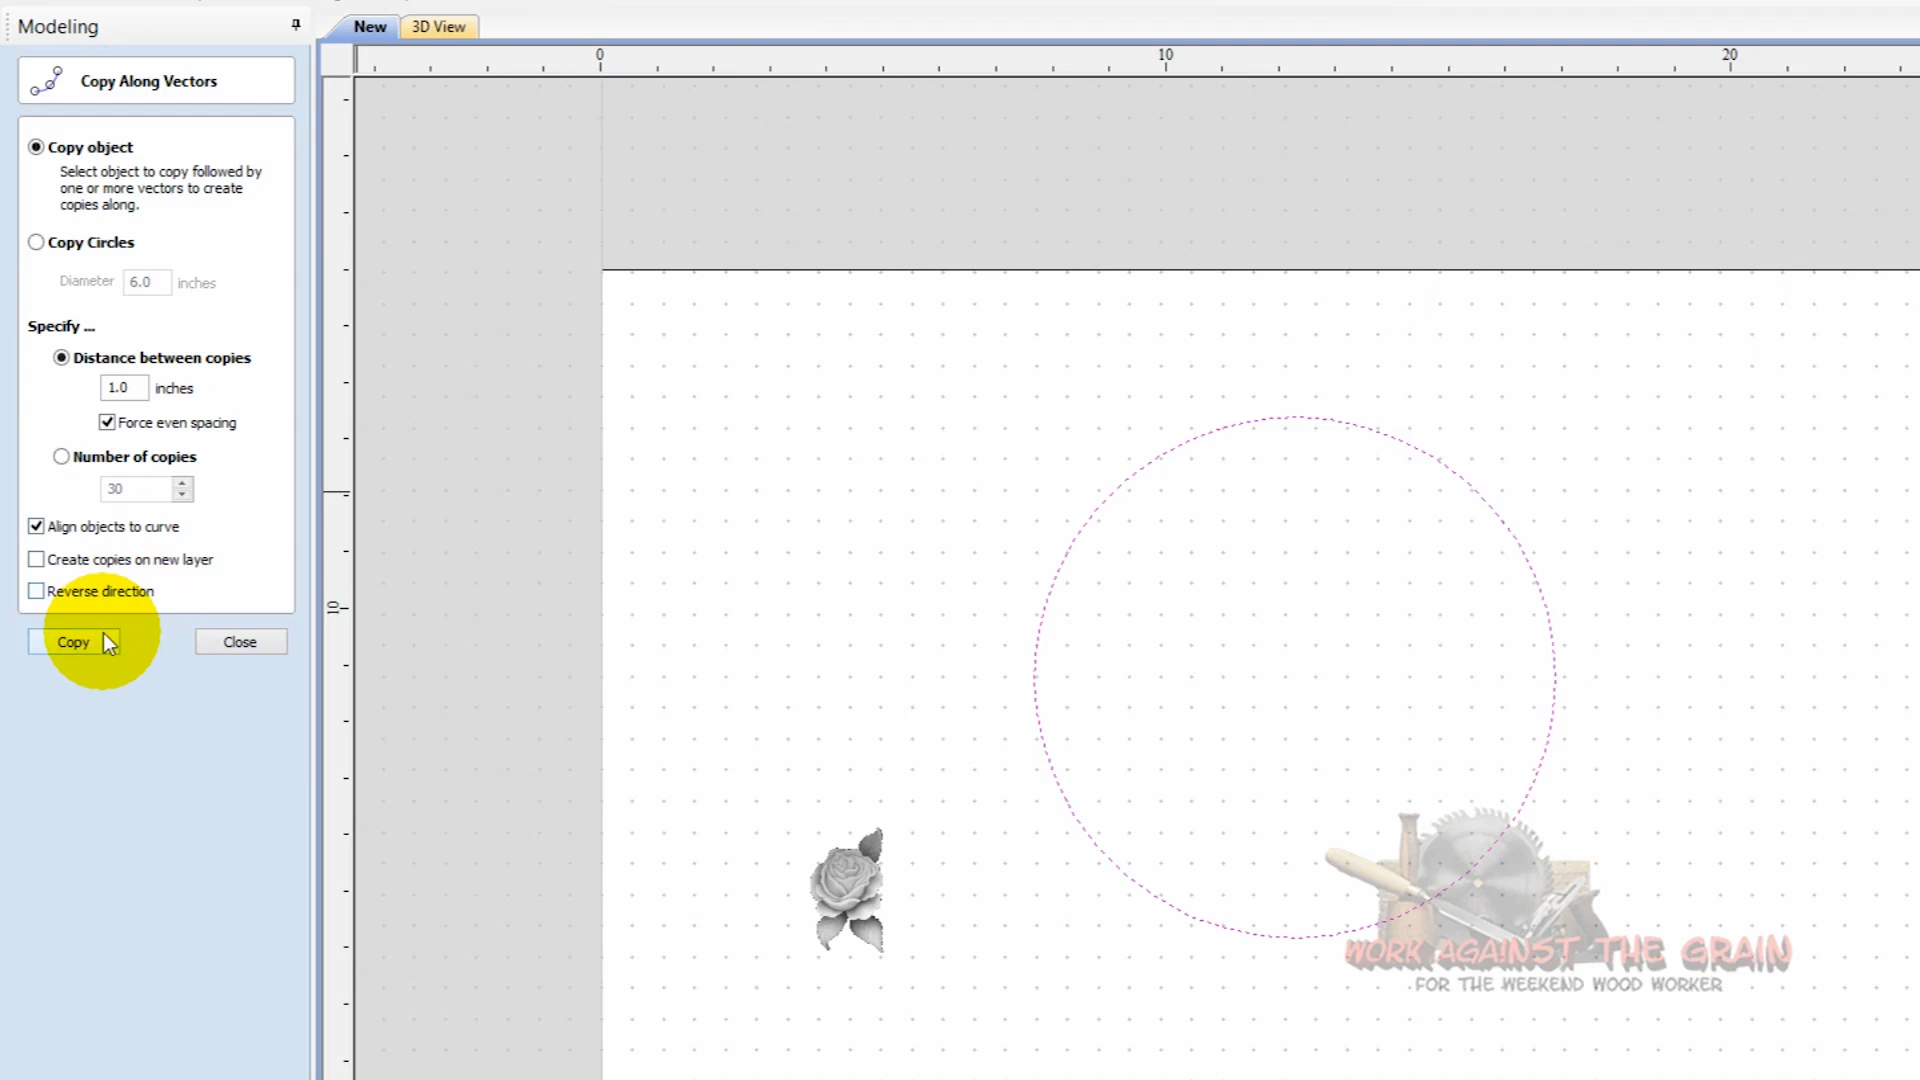 Modeling
New
3D View
0
10
20
Copy Along Vectors
Copy object
Select object to copy followed by
one or more vectors to create
copies along.
Copy Circles
Diameter 6.0 inches
Specify ...
Distance between copies
1.0 inches
Force even spacing
Number of copies
30
Align objects to curve
Create copies on new layer
Reverse direction
Copy
Close
10
WORK AGAINST THE GRAIN
FOR THE WEEKEND WOOD WORKER